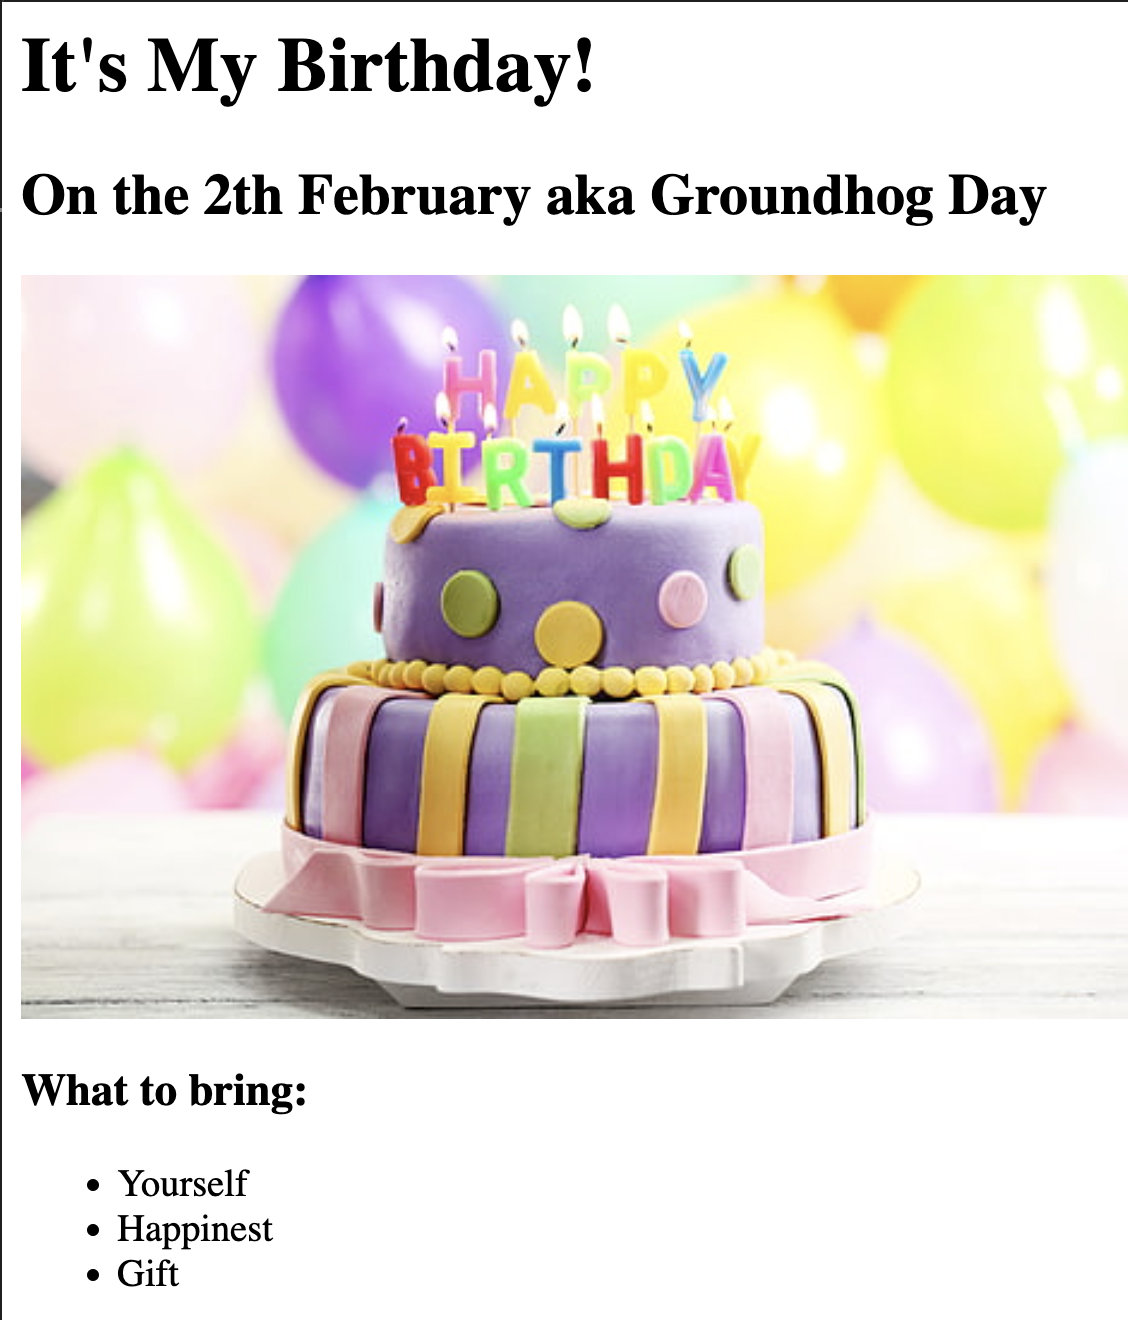 It's My Birthday!
On the 2th February aka Groundhog Day
HAPPY
BIRTHDAY
What to bring:
Yourself
Happinest
Gift